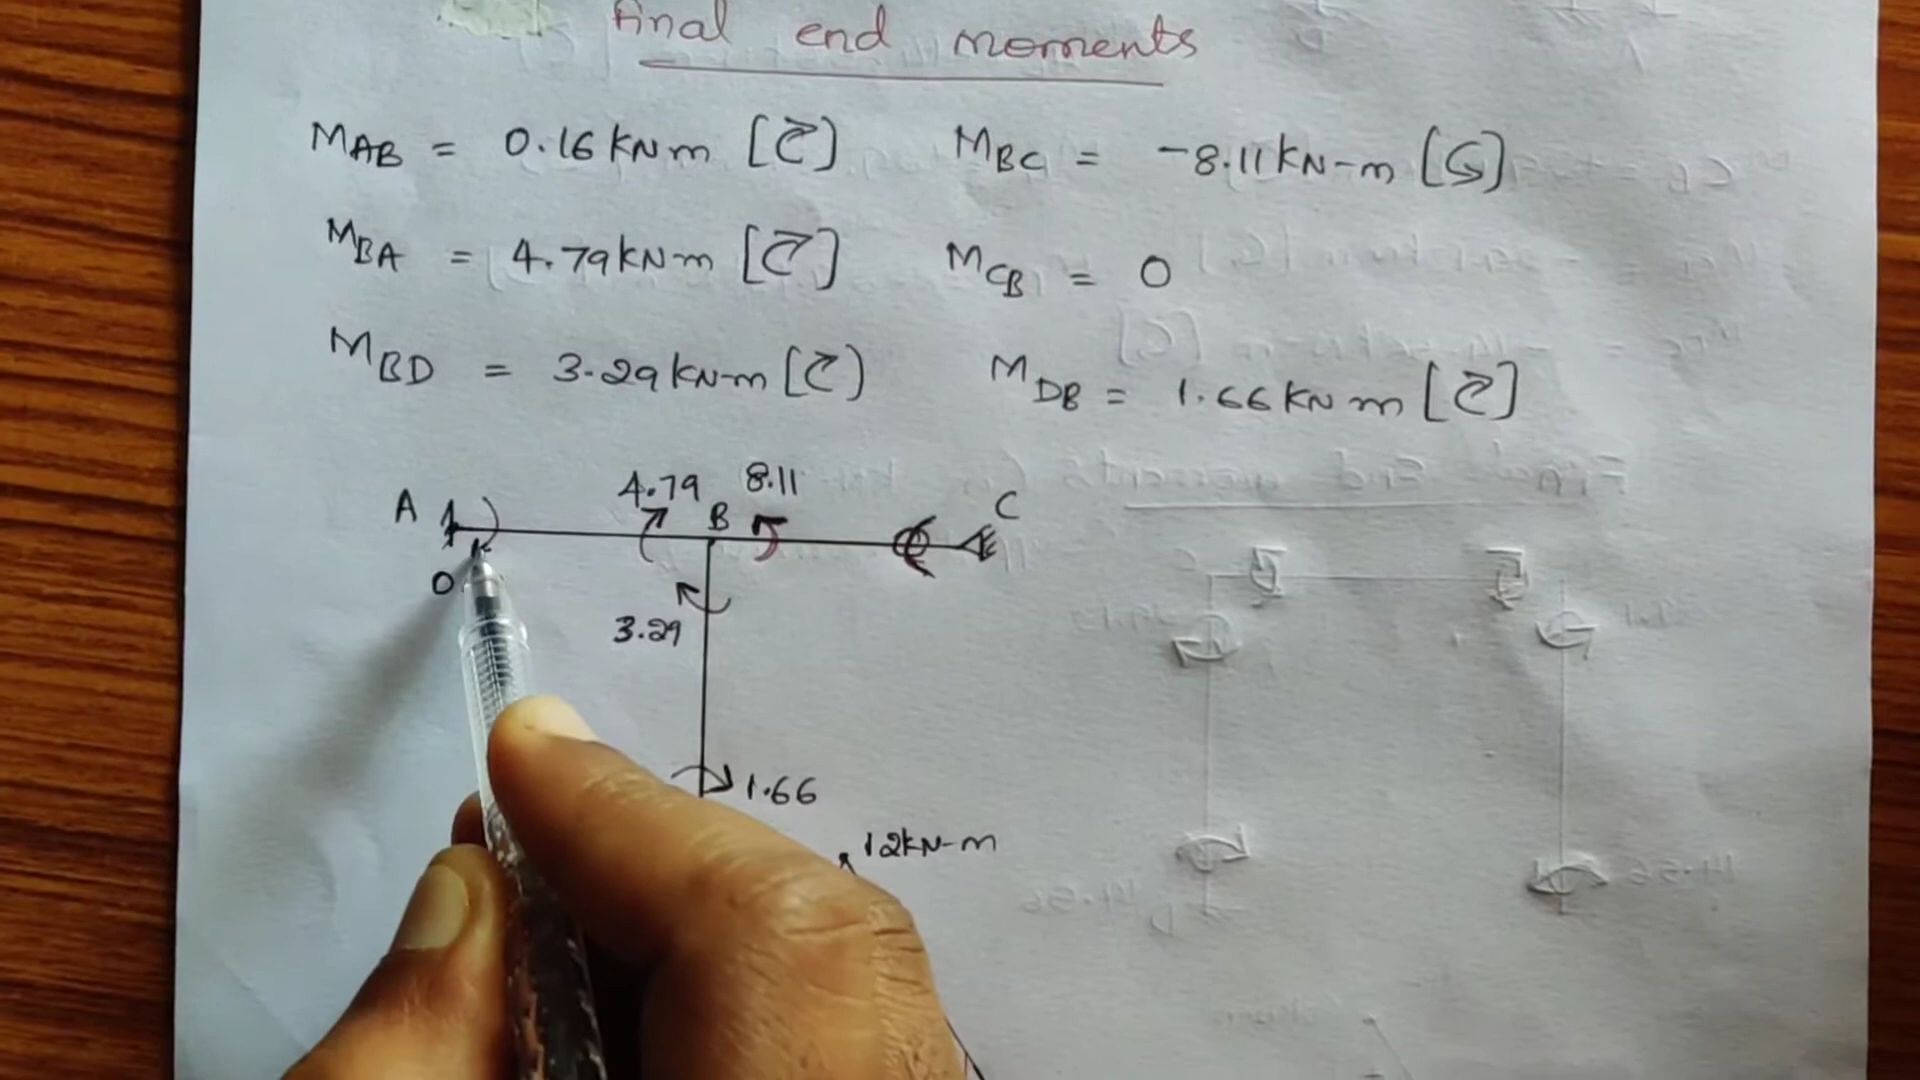 Final end moments
MAB = 0.16 KNm [↻] MBC = -8.11 KN-m [↺]
MBA = 4.79 KN-m [↻] MCB = 0
MBD = 3.29 KN-m [↻] MDB = 1.66 KN m [↻]
4.79 8.11
A B C
0.
3.29
1.66
12KN-m